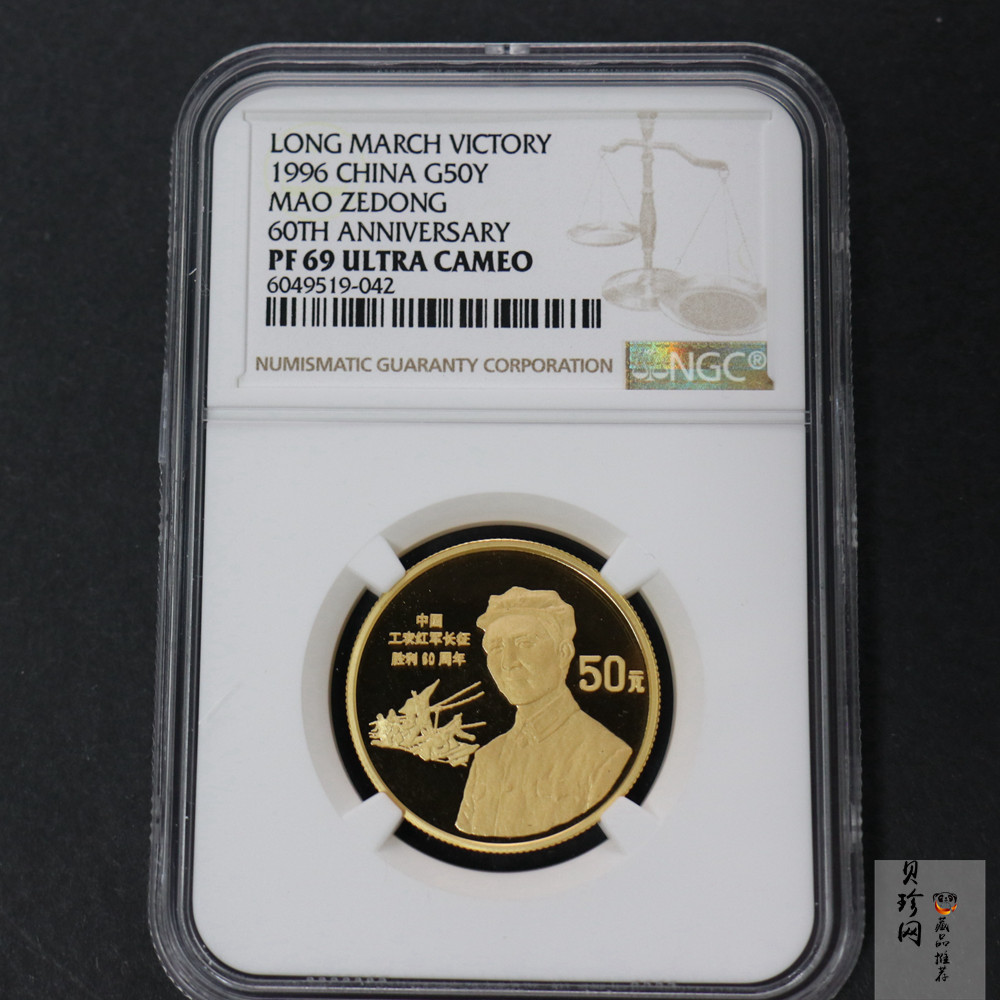 LONG MARCH VICTORY
1996 CHINA G50Y
MAO ZEDONG
60TH ANNIVERSARY
PF 69 ULTRA CAMEO
6049519-042
NUMISMATIC GUARANTY CORPORATION
NGC®
中国
工农红军长征
胜利60周年
50元
贝珍网
藏品推荐